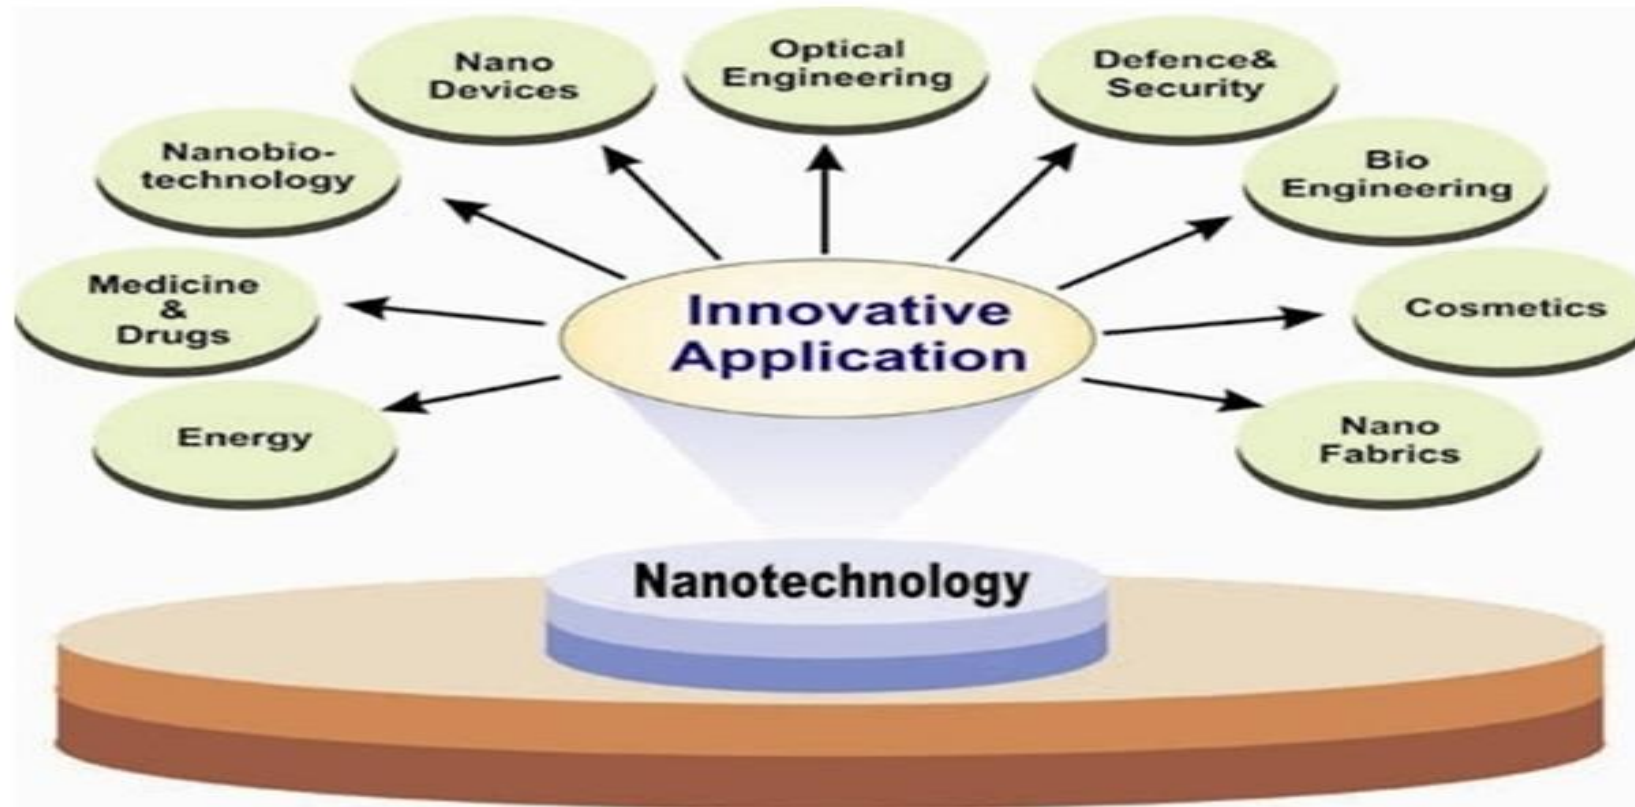 Nano
Devices
Optical
Engineering
Defence&
Security
Nanobio-
technology
Bio
Engineering
Medicine
&
Drugs
Innovative
Application
Cosmetics
Energy
Nano
Fabrics
Nanotechnology